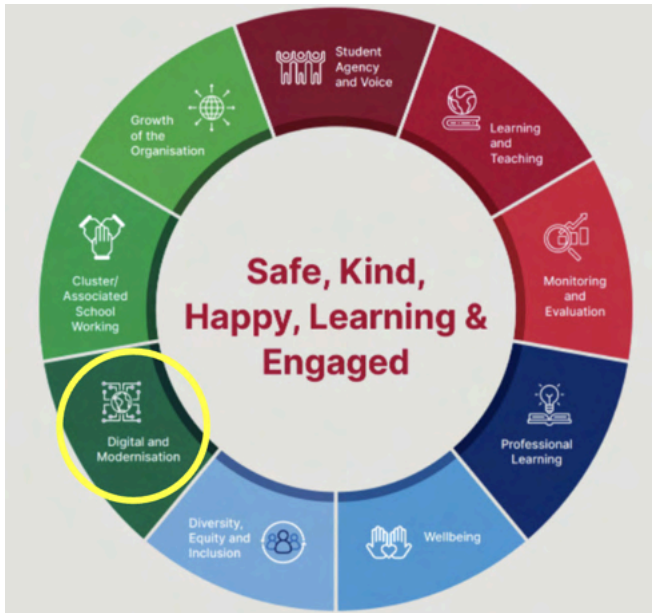 Student
Agency
and Voice
Learning
and
Teaching
Monitoring
and
Evaluation
Professional
Learning
Wellbeing
Diversity,
Equity and
Inclusion
Digital and
Modernisation
Cluster/
Associated
School
Working
Growth
of the
Organisation
Safe, Kind,
Happy, Learning &
Engaged